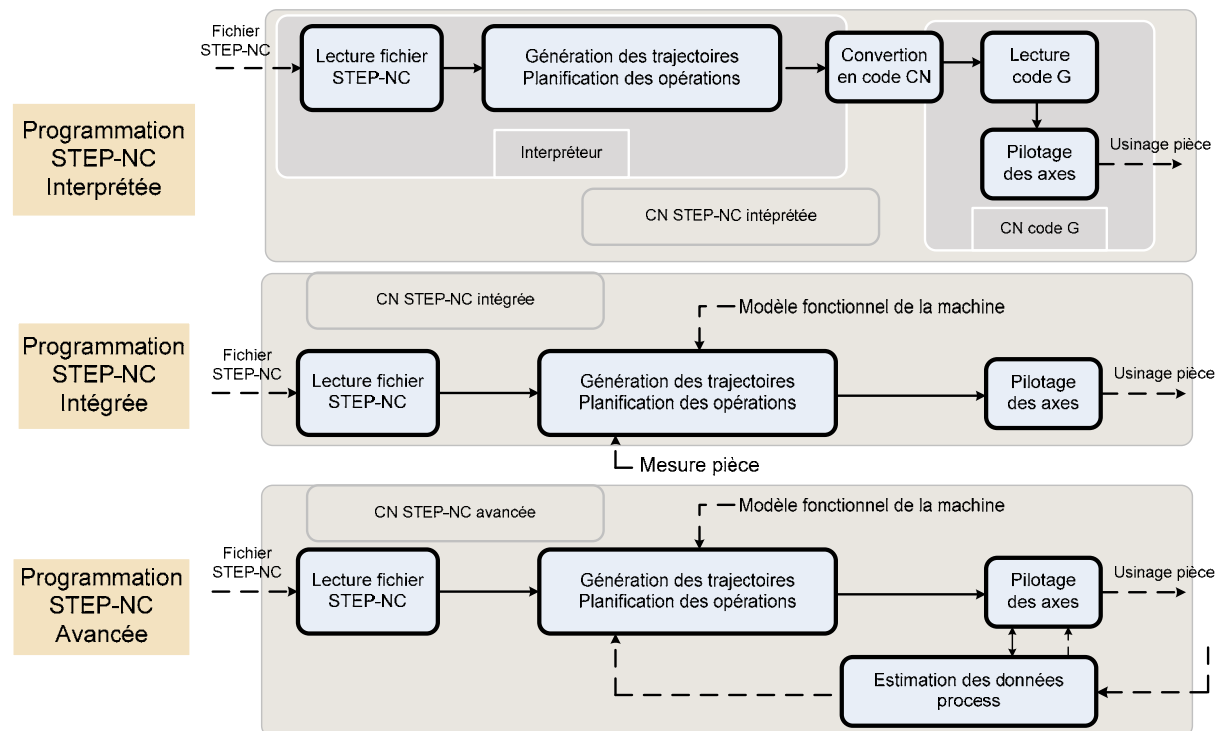 Fichier
STEP-NC
Lecture fichier
STEP-NC
Génération des trajectoires
Planification des opérations
Convertion
en code CN
Lecture
code G
Programmation
STEP-NC
Interprétée
Interpréteur
Pilotage
des axes
Usinage pièce
CN STEP-NC intéprétée
CN code G
CN STEP-NC intégrée
Modèle fonctionnel de la machine
Programmation
STEP-NC
Intégrée
Fichier
STEP-NC
Lecture fichier
STEP-NC
Génération des trajectoires
Planification des opérations
Pilotage
des axes
Usinage pièce
Mesure pièce
CN STEP-NC avancée
Modèle fonctionnel de la machine
Programmation
STEP-NC
Avancée
Fichier
STEP-NC
Lecture fichier
STEP-NC
Génération des trajectoires
Planification des opérations
Pilotage
des axes
Usinage pièce
Estimation des données
process